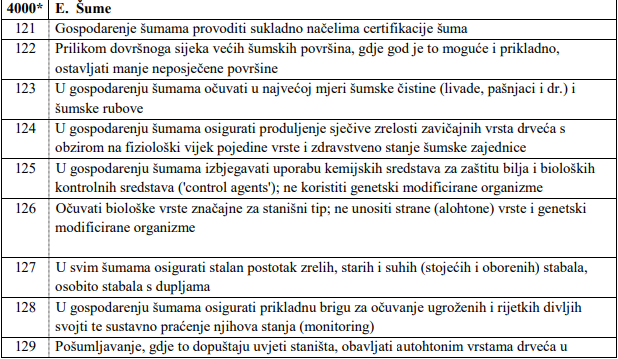 4000* E. Šume
121 Gospodarenje šumama provoditi sukladno načelima certifikacije šuma
122 Prilikom dovršnoga sijeka većih šumskih površina, gdje god je to moguće i prikladno,
ostavljati manje neposječene površine
123 U gospodarenju šumama očuvati u najvećoj mjeri šumske čistine (livade, pašnjaci i dr.) i
šumske rubove
124 U gospodarenju šumama osigurati produljenje sječive zrelosti zavičajnih vrsta drveća s
obzirom na fiziološki vijek pojedine vrste i zdravstveno stanje šumske zajednice
125 U gospodarenju šumama izbjegavati uporabu kemijskih sredstava za zaštitu bilja i bioloških
kontrolnih sredstava ('control agents'); ne koristiti genetski modificirane organizme
126 Očuvati biološke vrste značajne za stanišni tip; ne unositi strane (alohtone) vrste i genetski
modificirane organizme
127 U svim šumama osigurati stalan postotak zrelih, starih i suhih (stojećih i oborenih) stabala,
osobito stabala s dupljama
128 U gospodarenju šumama osigurati prikladnu brigu za očuvanje ugroženih i rijetkih divljih
svojti te sustavno praćenje njihova stanja (monitoring)
129 Pošumljavanje, gdje to dopuštaju uvjeti staništa, obavljati autohtonim vrstama drveća u